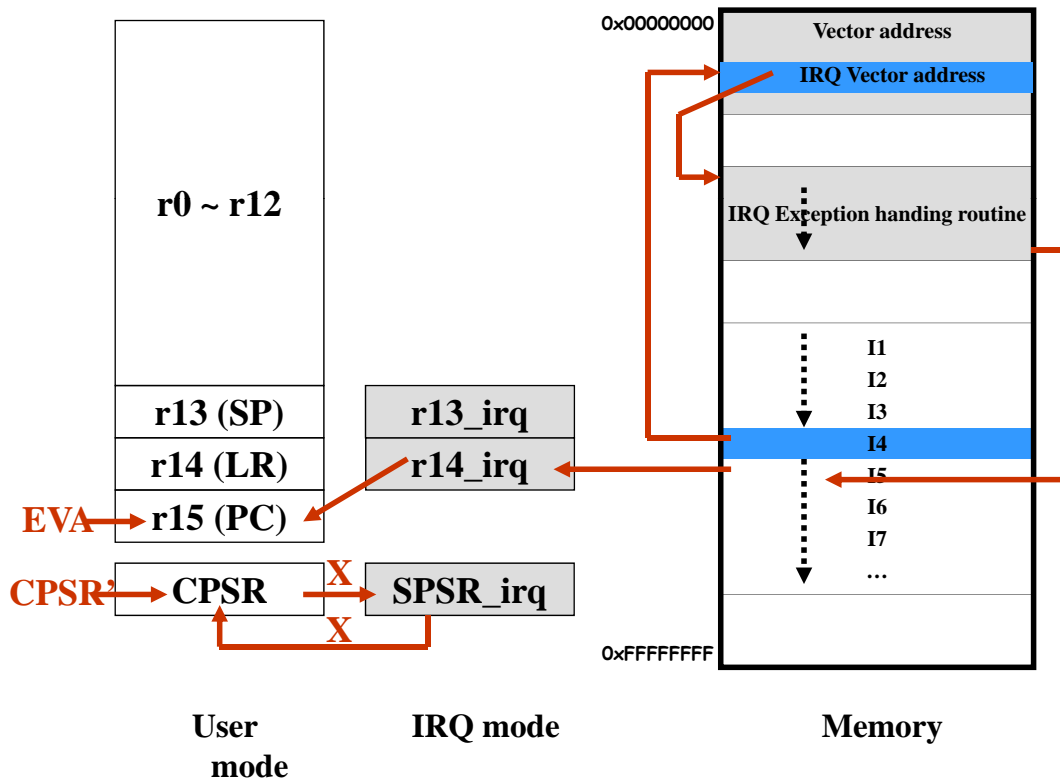 r0 ~ r12
r13 (SP)
r14 (LR)
r15 (PC)
EVA
CPSR’
CPSR
X
X
User
mode
r13_irq
r14_irq
SPSR_irq
IRQ mode
0x00000000
Vector address
IRQ Vector address
IRQ Exception handing routine
I1
I2
I3
I4
I5
I6
I7
...
0xFFFFFFFF
Memory